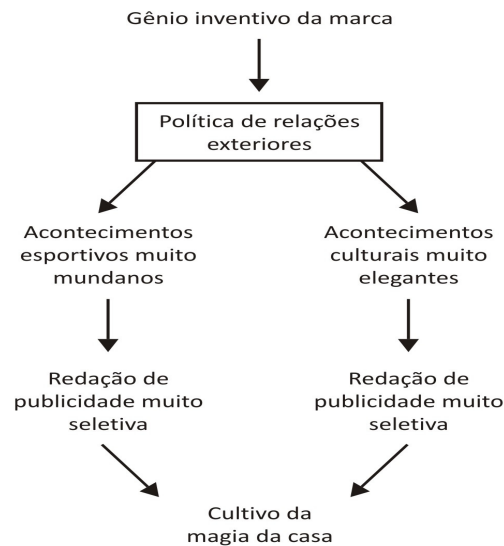 Gênio inventivo da marca
Política de relações
exteriores
Acontecimentos
esportivos muito
mundanos
Acontecimentos
culturais muito
elegantes
Redação de
publicidade muito
seletiva
Redação de
publicidade muito
seletiva
Cultivo da
magia da casa